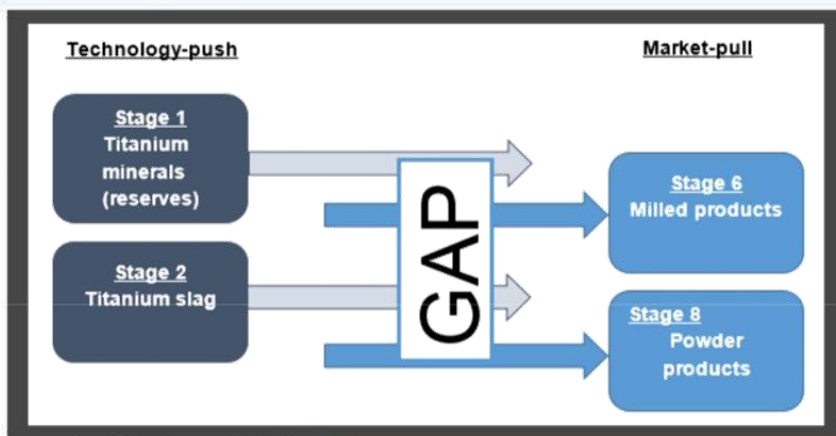 Technology-push
Market-pull
Stage 1
Titanium
minerals
(reserves)
Stage 2
Titanium slag
GAP
Stage 6
Milled products
Stage 8
Powder
products